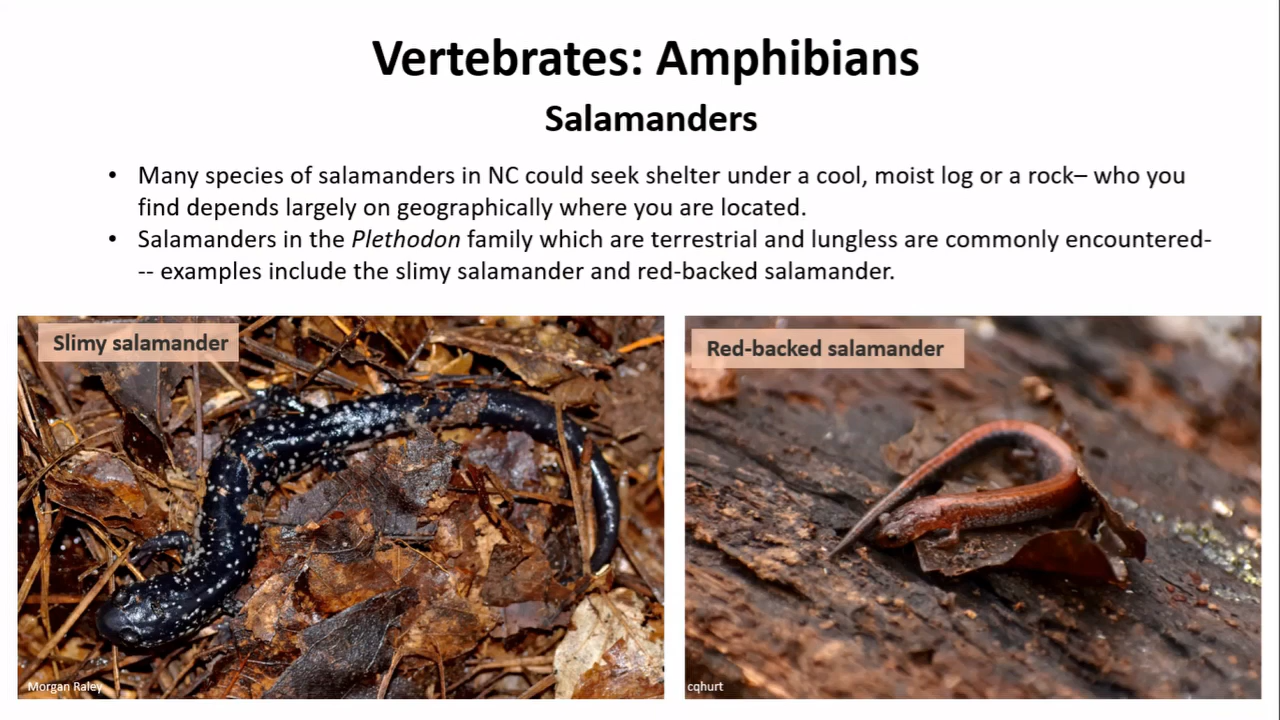 Vertebrates: Amphibians
Salamanders
• Many species of salamanders in NC could seek shelter under a cool, moist log or a rock– who you
find depends largely on geographically where you are located.
• Salamanders in the Plethodon family which are terrestrial and lungless are commonly encountered-
-- examples include the slimy salamander and red-backed salamander.
Slimy salamander
Red-backed salamander
Morgan Raley
cqhurt